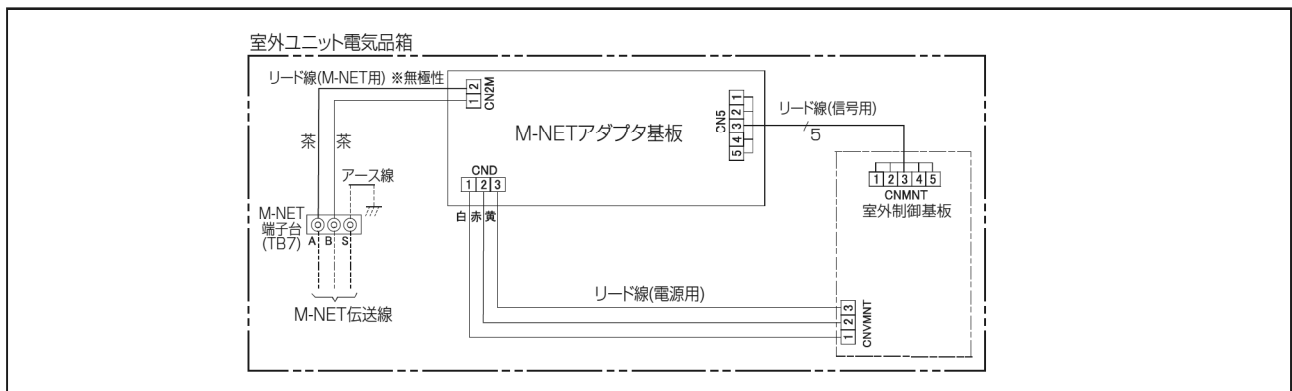 室外ユニット電気品箱
リード線(M-NET用) ※無極性
1 2
CN2M
M-NETアダプタ基板
CN5
1
2
3
4
5
リード線(信号用)
5
茶 茶
アース線
CND
1 2 3
白 赤 黄
1 2 3 4 5
CNMNT
室外制御基板
M-NET
端子台
(TB7)
A B S
M-NET伝送線
リード線(電源用)
1 2 3
CNVMNT